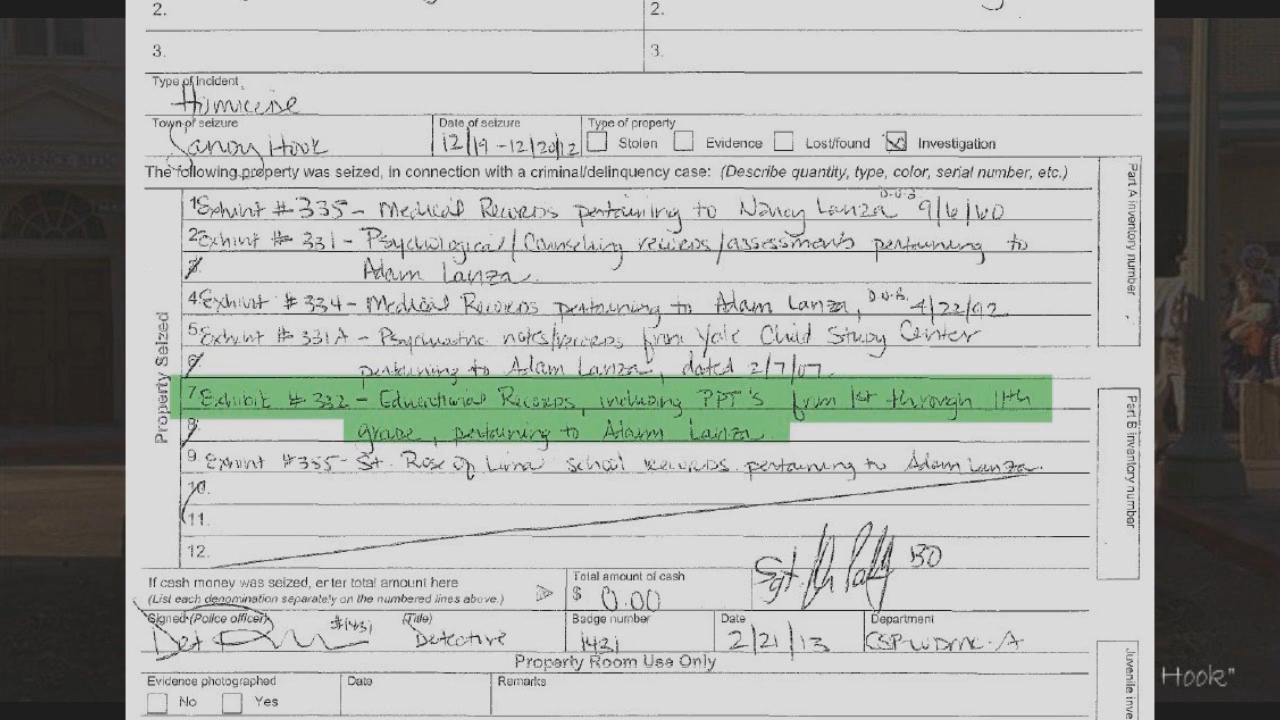 2.
2.
3.
3.
Type of Incident
Homicide
Town of seizure
Date of seizure
Type of property
Sandy Hook
12/19 - 12/20/12
Stolen
Evidence
Lost/found
Investigation
The following property was seized, in connection with a criminal/delinquency case: (Describe quantity, type, color, serial number, etc.)
Part A inventory number
Property Seized
1 Exhibit # 335 - Medical Records pertaining to Nancy Lanza D.O.B 9/6/60
2 Exhibit # 331 - Psychological/Counseling records/assessments pertaining to
3. Adam Lanza.
4 Exhibit # 334 - Medical Records pertaining to Adam Lanza, D.O.B. 4/22/92
5 Exhibit # 331A - Psychiatric notes/records from Yale Child Study Center
6 pertaining to Adam Lanza, dated 2/7/07.
7 Exhibit # 332 - Educational Records, including PPT's from 1st through 11th
8. grade, pertaining to Adam Lanza.
9. Exhibit #355 - St. Rose of Lima school records pertaining to Adam Lanza.
10.
11.
12.
Part B inventory number
If cash money was seized, enter total amount here
(List each denomination separately on the numbered lines above.)
Total amount of cash
$ 0.00
Sgt.
Signed (Police officer)
(Title)
Badge number
Date
Department
Det #1431
Detective
1431
2/21/13
Property Room Use Only
Evidence photographed
Date
Remarks
No
Yes
Juvenile inve
Hook"